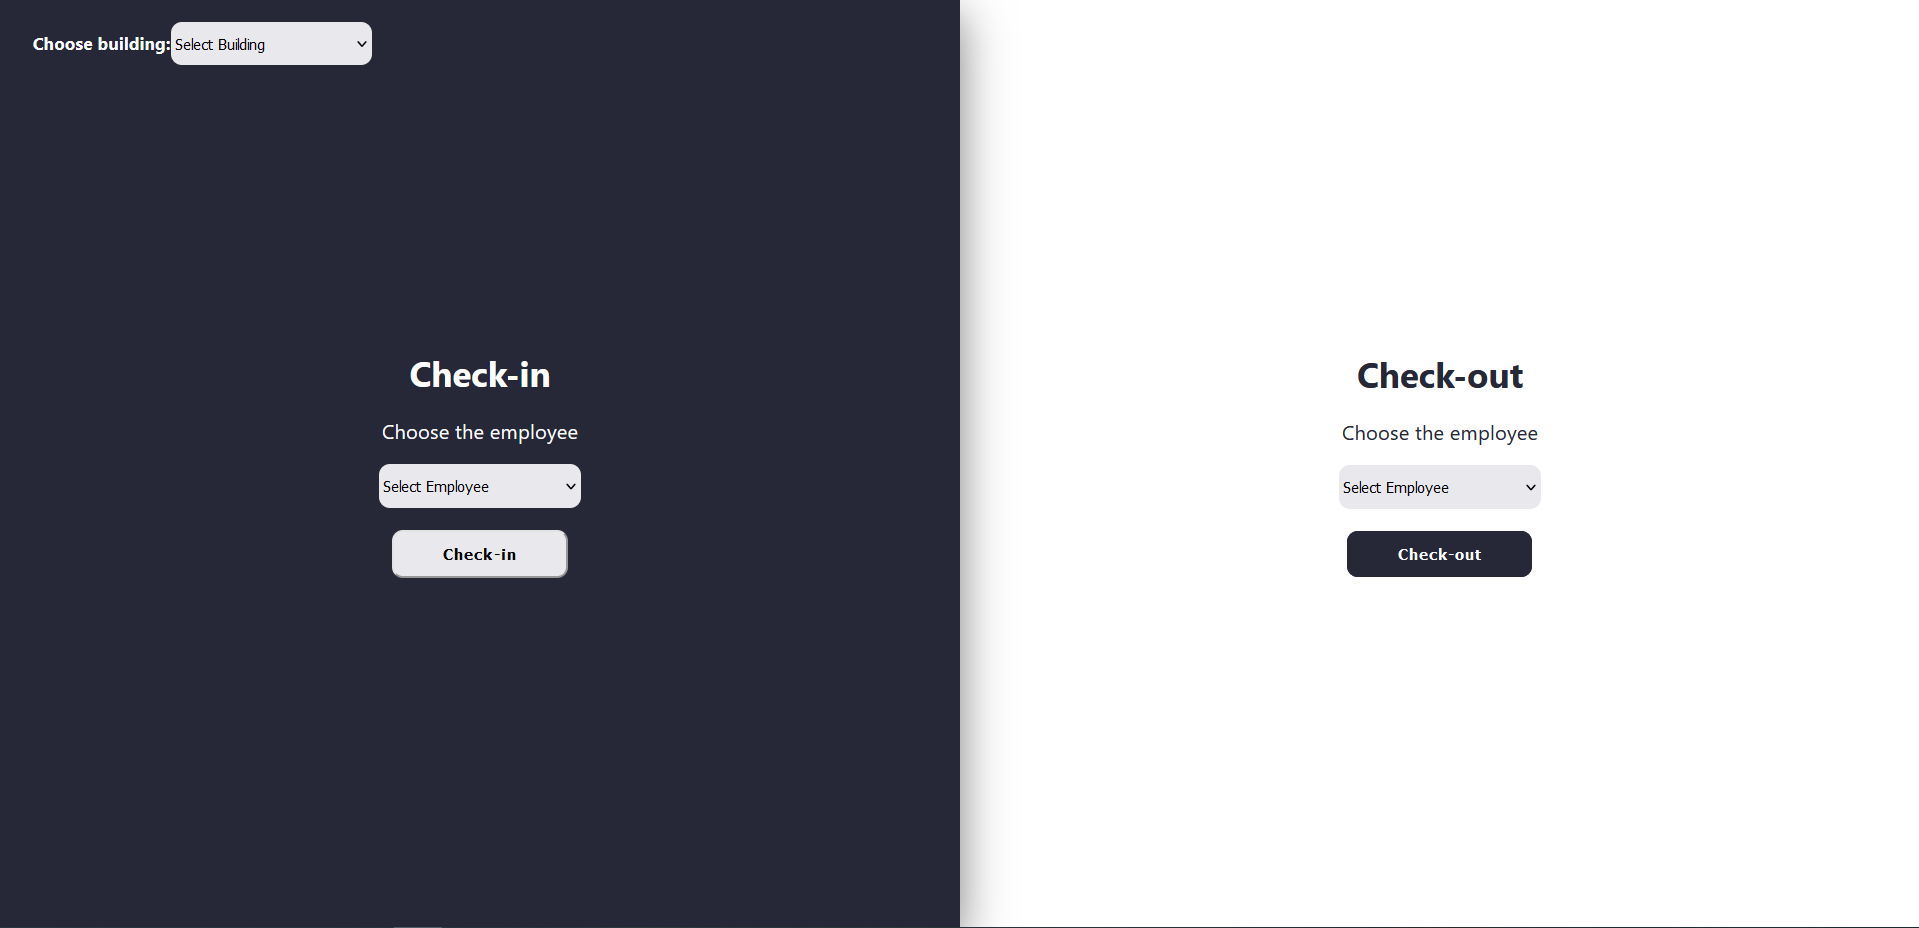 Choose building: Select Building
Check-in
Choose the employee
Select Employee
Check-in
Check-out
Choose the employee
Select Employee
Check-out